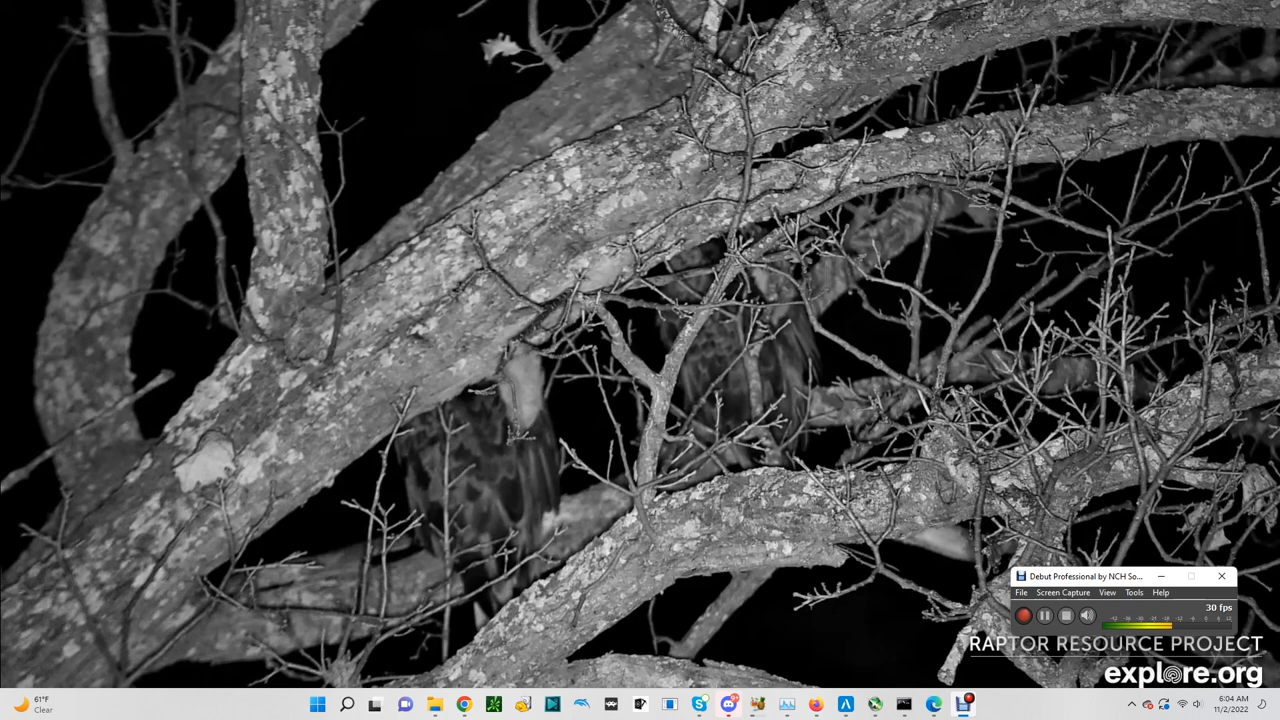 Debut Professional by NCH So...
File Screen Capture View Tools Help
30 fps
RAPTOR RESOURCE PROJECT
explore.org
61°F
Clear
6:04 AM
11/2/2022